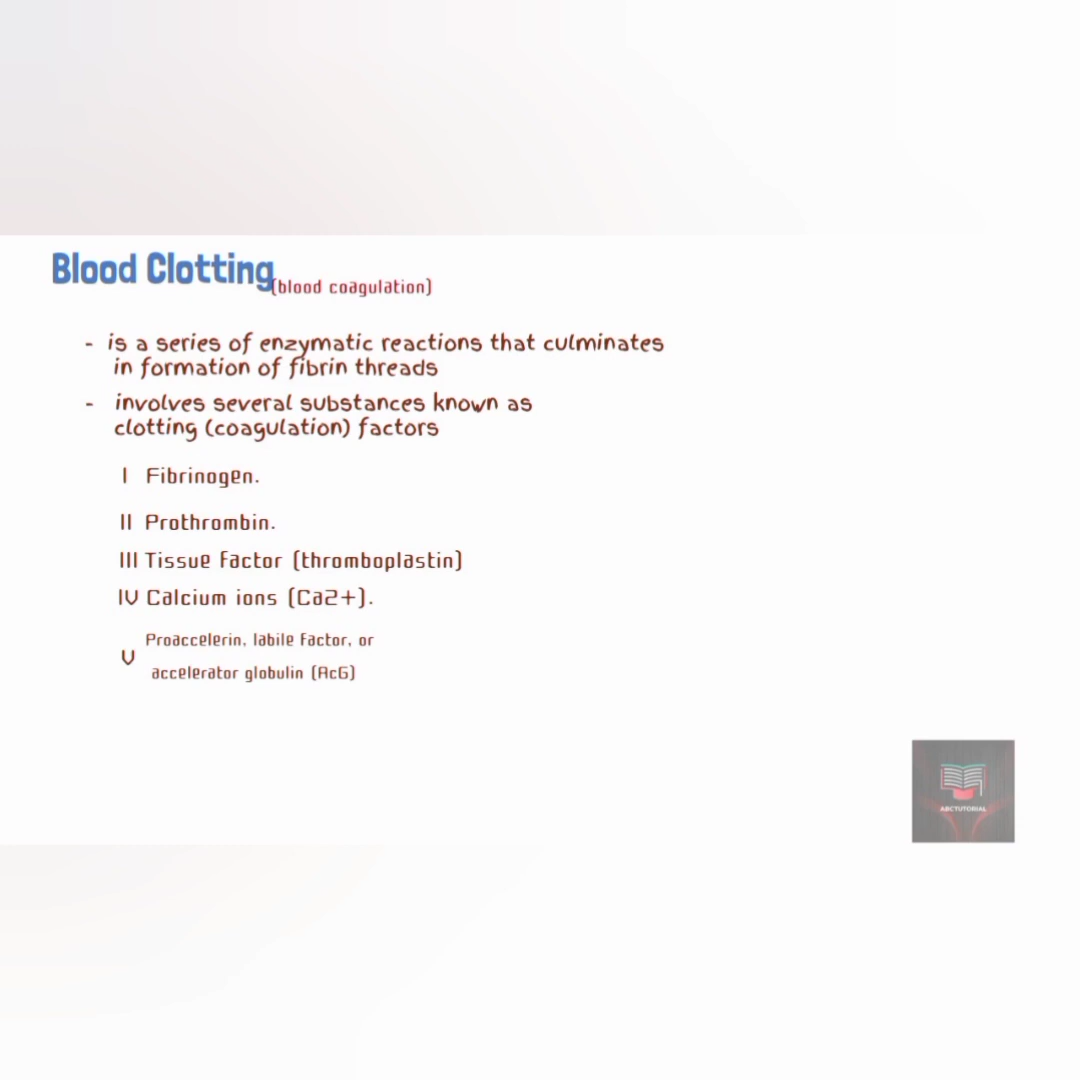 Blood Clotting
(blood coagulation)
- is a series of enzymatic reactions that culminates
in formation of fibrin threads
- involves several substances known as
clotting (coagulation) factors
I Fibrinogen.
II Prothrombin.
III Tissue Factor (thromboplastin)
IV Calcium ions (Ca2+).
V Proaccelerin, labile factor, or
accelerator globulin (AcG)
ABCTUTORIAL